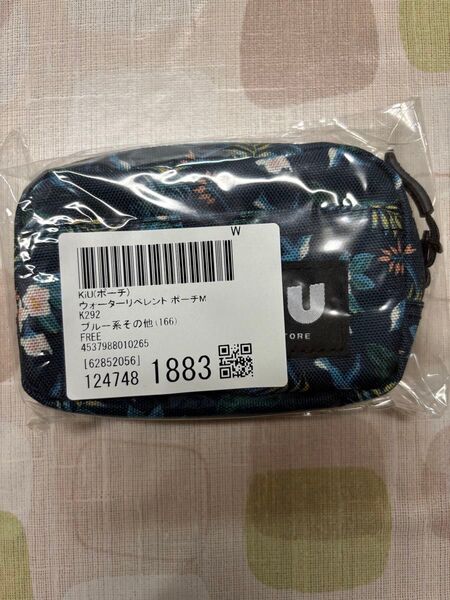 W
KiU(ポーチ)
ウォーターリペレント ポーチM
K292
ブルー系その他(166)
FREE
4537988010265
[62852056]
124748 1883
U
TORE